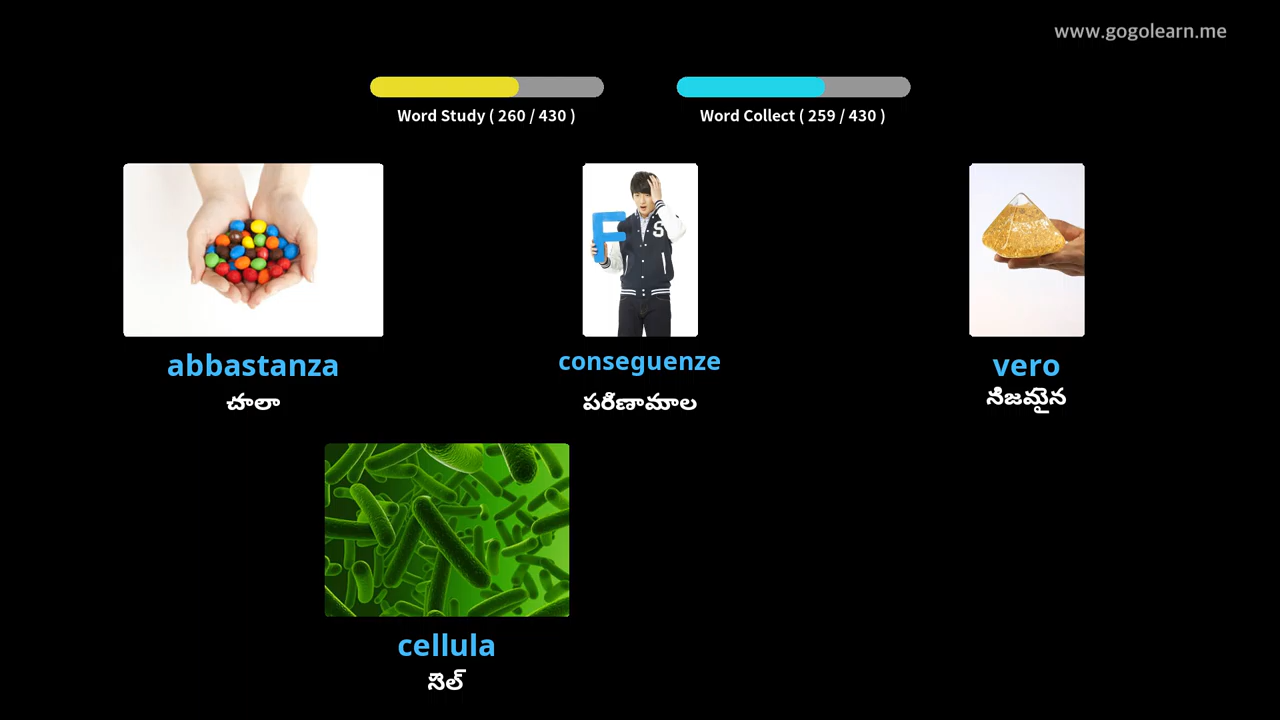 www.gogolearn.me
Word Study ( 260 / 430 )
Word Collect ( 259 / 430 )
F
S
abbastanza
conseguenze
vero
చాలా
పరిణామాల
నిజమైన
cellula
సెల్